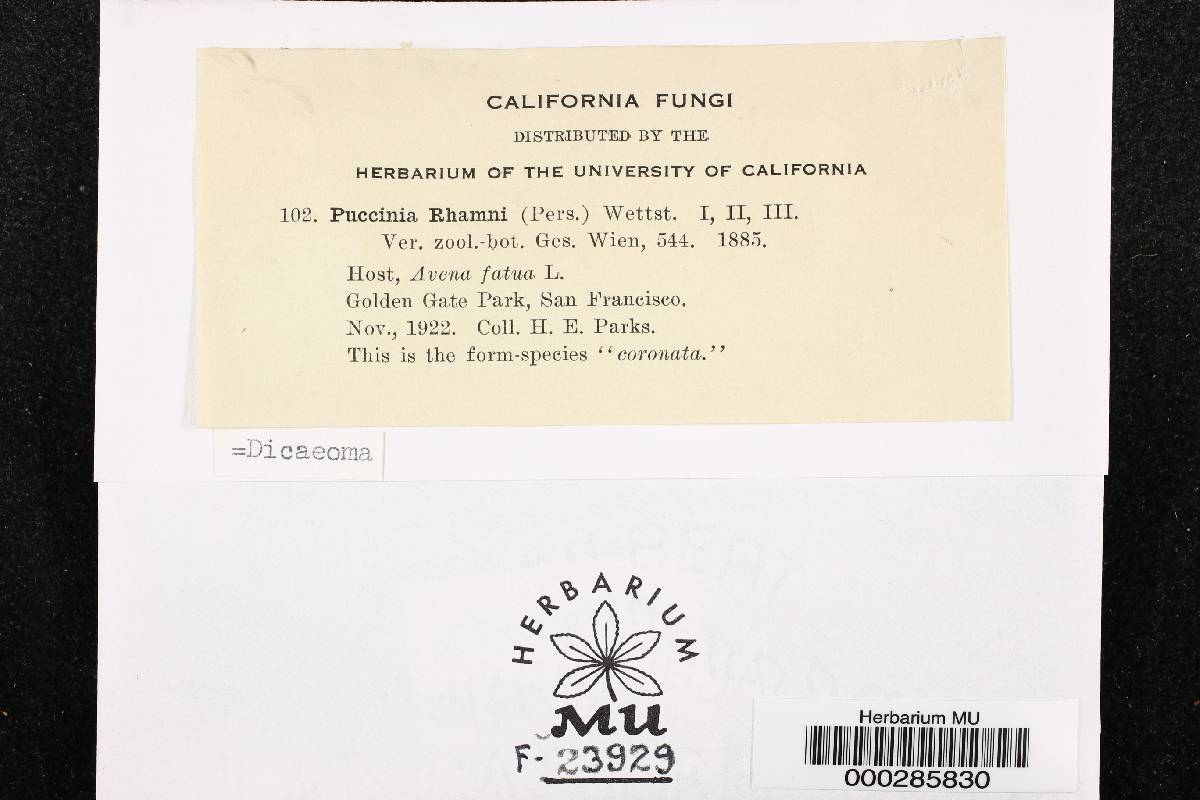 CALIFORNIA FUNGI
DISTRIBUTED BY THE
HERBARIUM OF THE UNIVERSITY OF CALIFORNIA
102. Puccinia Rhamni (Pers.) Wettst. I, II, III.
Ver. zool.-bot. Ges. Wien, 544. 1885.
Host, Avena fatua L.
Golden Gate Park, San Francisco.
Nov., 1922. Coll. H. E. Parks.
This is the form-species "coronata."
=Dicaeoma
HERBARIUM
MU
F- 23929
Herbarium MU
000285830